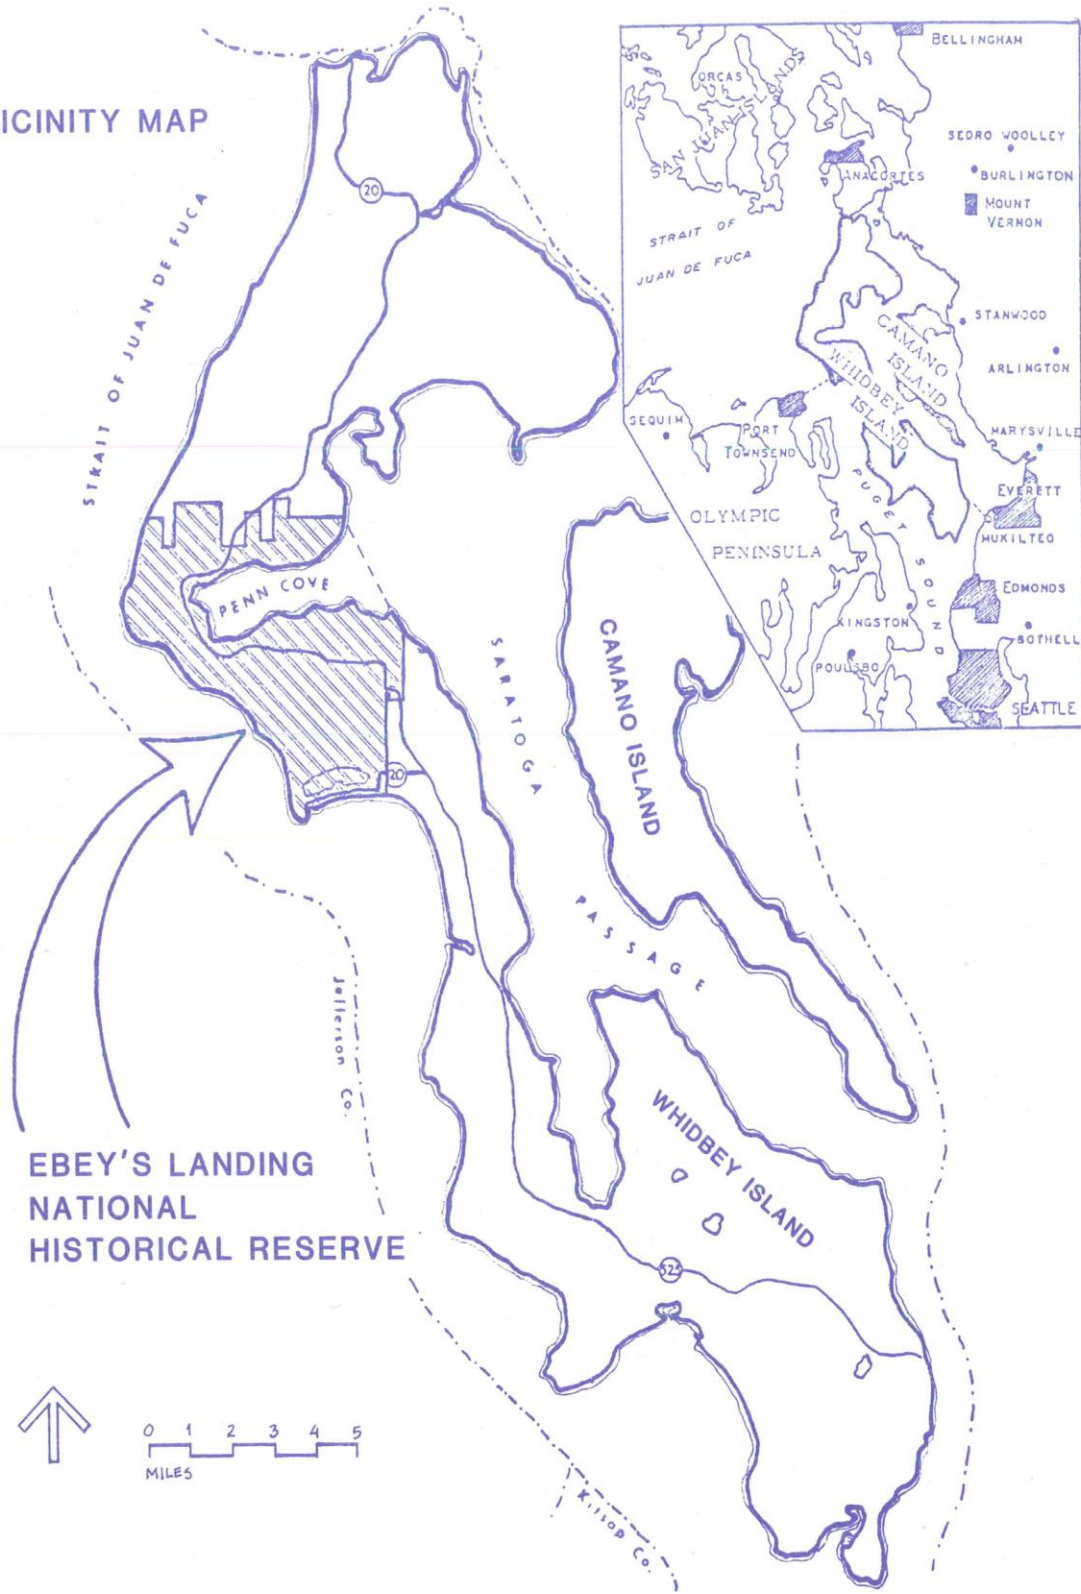 ICINITY MAP
STRAIT OF JUAN DE FUCA
20
PENN COVE
SARATOGA
PASSAGE
CAMANO ISLAND
20
Jefferson Co.
WHIDBEY ISLAND
525
EBEY'S LANDING
NATIONAL
HISTORICAL RESERVE
0 1 2 3 4 5
MILES
Kitsap Co.
BELLINGHAM
ORCAS
SAN JUAN ISLANDS
SEDRO WOOLLEY
ANACORTES
BURLINGTON
MOUNT
VERNON
STRAIT OF
JUAN DE FUCA
STANWOOD
CAMANO
ISLAND
ARLINGTON
WHIDBEY
ISLAND
SEQUIM
PORT
TOWNSEND
MARYSVILLE
EVERETT
PUGET SOUND
OLYMPIC
PENINSULA
MUKILTEO
EDMONDS
KINGSTON
BOTHELL
POULSBO
SEATTLE